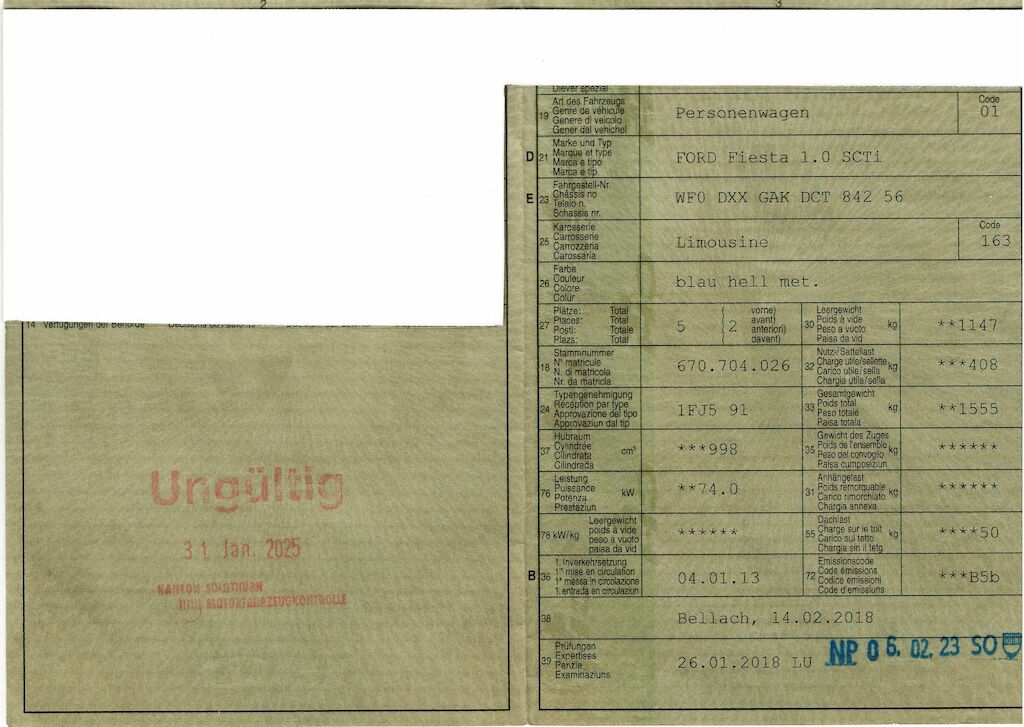 2
3
14 Verfügungen der Behörde
Ungültig
31 Jan. 2025
KANTON SOLOTHURN
MOTORFAHRZEUGKONTROLLE
Diever spezial
19 Art des Fahrzeugs
Genre de véhicule
Genere di veicolo
Gener dal vehichel
Personenwagen
Code
01
D 21 Marke und Typ
Marque et type
Marca e tipo
Marca e tip
FORD Fiesta 1.0 SCTi
E 23 Fahrgestell-Nr.
Châssis no
Telaio n.
Schassis nr.
WF0 DXX GAK DCT 842 56
25 Karosserie
Carrosserie
Carrozzeria
Carossaria
Limousine
Code
163
26 Farbe
Couleur
Colore
Colur
blau hell met.
27 Plätze: Total
Places: Total
Posti: Totale
Plazs: Total
5
( vorne)
2 avant)
anteriori)
( davant)
30 Leergewicht
Poids à vide
Peso a vuoto
Paisa da vid
kg
**1147
18 Stammnummer
N° matricule
N. di matricola
Nr. da matricla
670.704.026
32 Nutz-/Sattellast
Charge utile/sellette
Carico utile/sella
Chargia utila/sella
kg
***408
24 Typengenehmigung
Réception par type
Approvazione del tipo
Approvaziun dal tip
1FJ5 91
33 Gesamtgewicht
Poids total
Peso totale
Paisa totala
kg
**1555
37 Hubraum
Cylindrée
Cilindrata
Cilindrada
cm³
***998
35 Gewicht des Zuges
Poids de l'ensemble
Peso del convoglio
Paisa cumposiziun
kg
******
76 Leistung
Puissance
Potenza
Prestaziun
kW
**74.0
31 Anhängelast
Poids remorquable
Carico rimorchiato
Chargia annexa
kg
******
78 kW/kg
Leergewicht
poids à vide
peso a vuoto
paisa da vid
******
55 Dachlast
Charge sur le toit
Carico sul tetto
Chargia sin il tetg
kg
****50
B 36 1. Inverkehrsetzung
1re mise en circulation
1a messa in circolazione
1. entrada en circulaziun
04.01.13
72 Emissionscode
Code émissions
Codice emissioni
Code d'emissiuns
***B5b
38
Bellach, 14.02.2018
39 Prüfungen
Expertises
Perizie
Examinaziuns
26.01.2018 LU
NP 0 6. 02. 23 SO